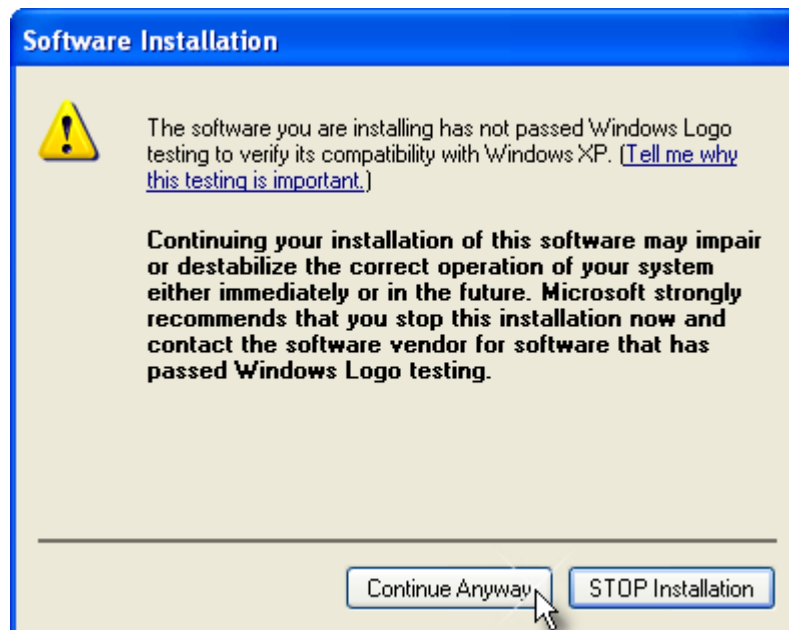 Software Installation
The software you are installing has not passed Windows Logo
testing to verify its compatibility with Windows XP. (Tell me why
this testing is important.)
Continuing your installation of this software may impair
or destabilize the correct operation of your system
either immediately or in the future. Microsoft strongly
recommends that you stop this installation now and
contact the software vendor for software that has
passed Windows Logo testing.
Continue Anyway
STOP Installation